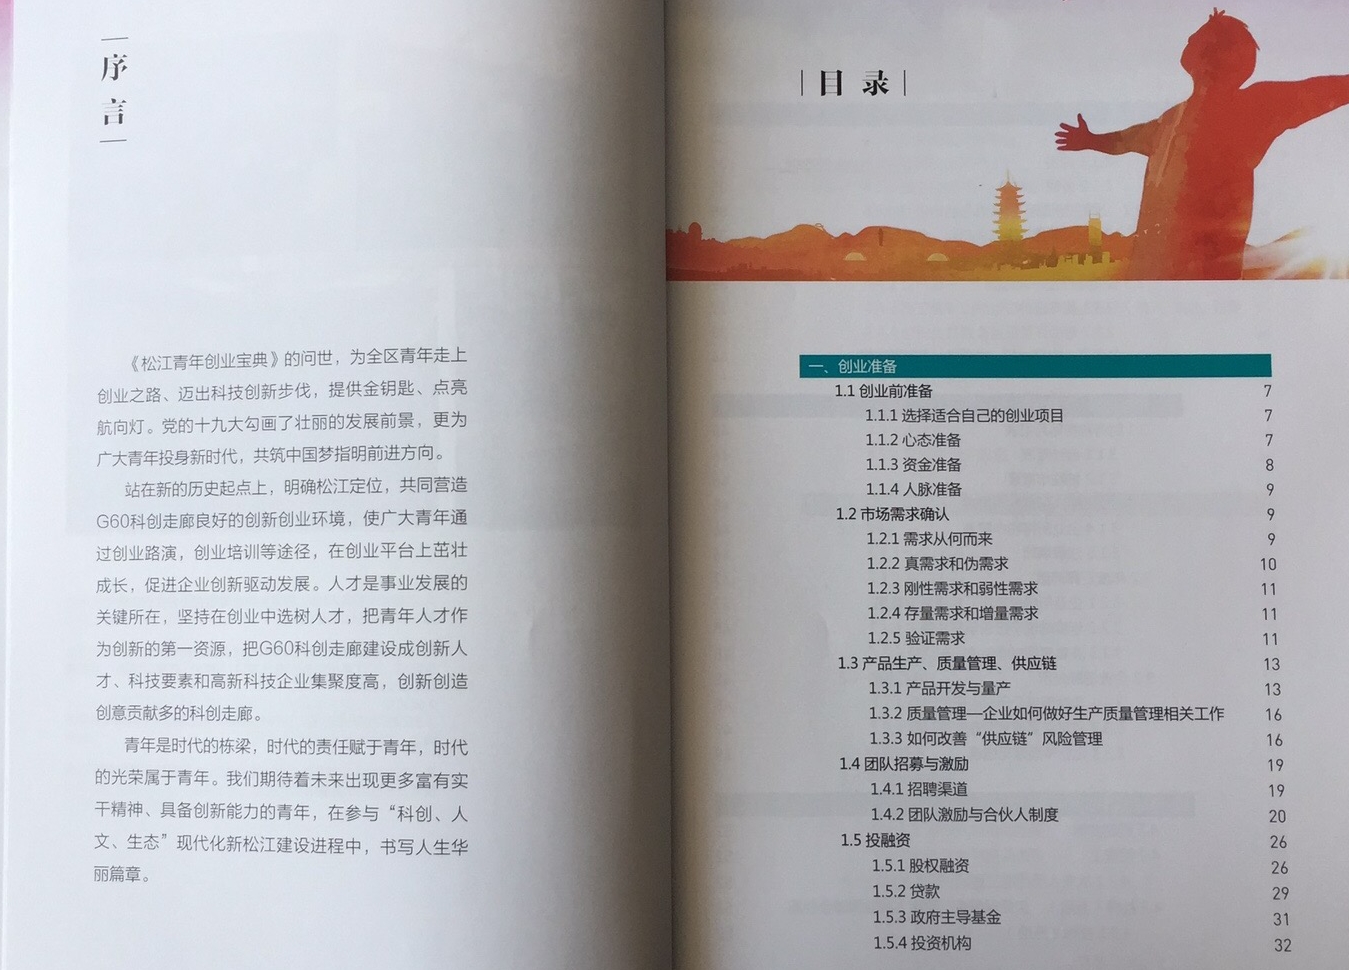 序言
《松江青年创业宝典》的问世，为全区青年走上
创业之路、迈出科技创新步伐，提供金钥匙、点亮
航向灯。党的十九大勾画了壮丽的发展前景，更为
广大青年投身新时代，共筑中国梦指明前进方向。
站在新的历史起点上，明确松江定位，共同营造
G60科创走廊良好的创新创业环境，使广大青年通
过创业路演，创业培训等途径，在创业平台上茁壮
成长，促进企业创新驱动发展。人才是事业发展的
关键所在，坚持在创业中选树人才，把青年人才作
为创新的第一资源，把G60科创走廊建设成创新人
才、科技要素和高新科技企业集聚度高，创新创造
创意贡献多的科创走廊。
青年是时代的栋梁，时代的责任赋于青年，时代
的光荣属于青年。我们期待着未来出现更多富有实
干精神、具备创新能力的青年，在参与“科创、人
文、生态”现代化新松江建设进程中，书写人生华
丽篇章。
目录
一、创业准备
1.1 创业前准备 7
1.1.1 选择适合自己的创业项目 7
1.1.2 心态准备 7
1.1.3 资金准备 8
1.1.4 人脉准备 9
1.2 市场需求确认 9
1.2.1 需求从何而来 9
1.2.2 真需求和伪需求 10
1.2.3 刚性需求和弱性需求 11
1.2.4 存量需求和增量需求 11
1.2.5 验证需求 11
1.3 产品生产、质量管理、供应链 13
1.3.1 产品开发与量产 13
1.3.2 质量管理—企业如何做好生产质量管理相关工作 16
1.3.3 如何改善“供应链”风险管理 16
1.4 团队招募与激励 19
1.4.1 招聘渠道 19
1.4.2 团队激励与合伙人制度 20
1.5 投融资 26
1.5.1 股权融资 26
1.5.2 贷款 29
1.5.3 政府主导基金 31
1.5.4 投资机构 32